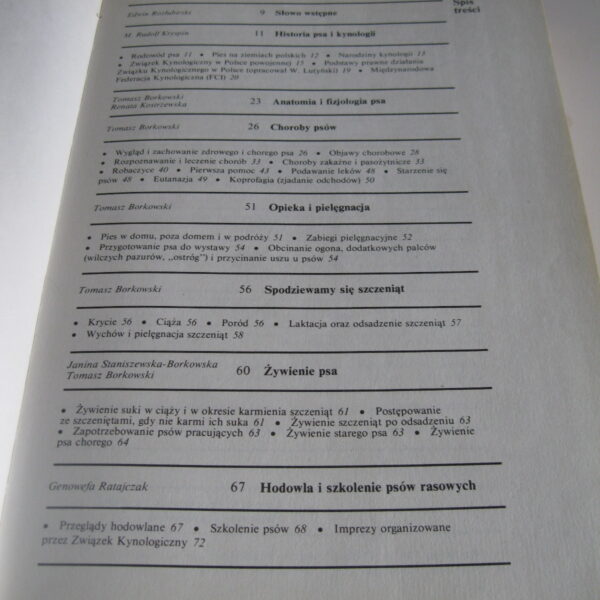 Spis
treści
Edwin Rozłubirski 9 Słowo wstępne
M. Rudolf Kryspin 11 Historia psa i kynologii
• Rodowód psa 11 • Pies na ziemiach polskich 12 • Narodziny kynologii 13
• Związek Kynologiczny w Polsce powojennej 15 • Podstawy prawne działania
Związku Kynologicznego w Polsce (opracował W. Lutyński) 19 • Międzynarodowa
Federacja Kynologiczna (FCI) 20
Tomasz Borkowski
Renata Kostrzewska 23 Anatomia i fizjologia psa
Tomasz Borkowski 26 Choroby psów
• Wygląd i zachowanie zdrowego i chorego psa 26 • Objawy chorobowe 28
• Rozpoznawanie i leczenie chorób 33 • Choroby zakaźne i pasożytnicze 33
• Robaczyce 40 • Pierwsza pomoc 43 • Podawanie leków 48 • Starzenie się
psów 48 • Eutanazja 49 • Koprofagia (zjadanie odchodów) 50
Tomasz Borkowski 51 Opieka i pielęgnacja
• Pies w domu, poza domem i w podróży 51 • Zabiegi pielęgnacyjne 52
• Przygotowanie psa do wystawy 54 • Obcinanie ogona, dodatkowych palców
(wilczych pazurów, „ostróg”) i przycinanie uszu u psów 54
Tomasz Borkowski 56 Spodziewamy się szczeniąt
• Krycie 56 • Ciąża 56 • Poród 56 • Laktacja oraz odsadzenie szczeniąt 57
• Wychów i pielęgnacja szczeniąt 58
Janina Staniszewska-Borkowska
Tomasz Borkowski 60 Żywienie psa
• Żywienie suki w ciąży i w okresie karmienia szczeniąt 61 • Postępowanie
ze szczeniętami, gdy nie karmi ich suka 61 • Żywienie szczeniąt po odsadzeniu 63
• Zapotrzebowanie psów pracujących 63 • Żywienie starego psa 63 • Żywienie
psa chorego 64
Genowefa Ratajczak 67 Hodowla i szkolenie psów rasowych
• Przeglądy hodowlane 67 • Szkolenie psów 68 • Imprezy organizowane
przez Związek Kynologiczny 72